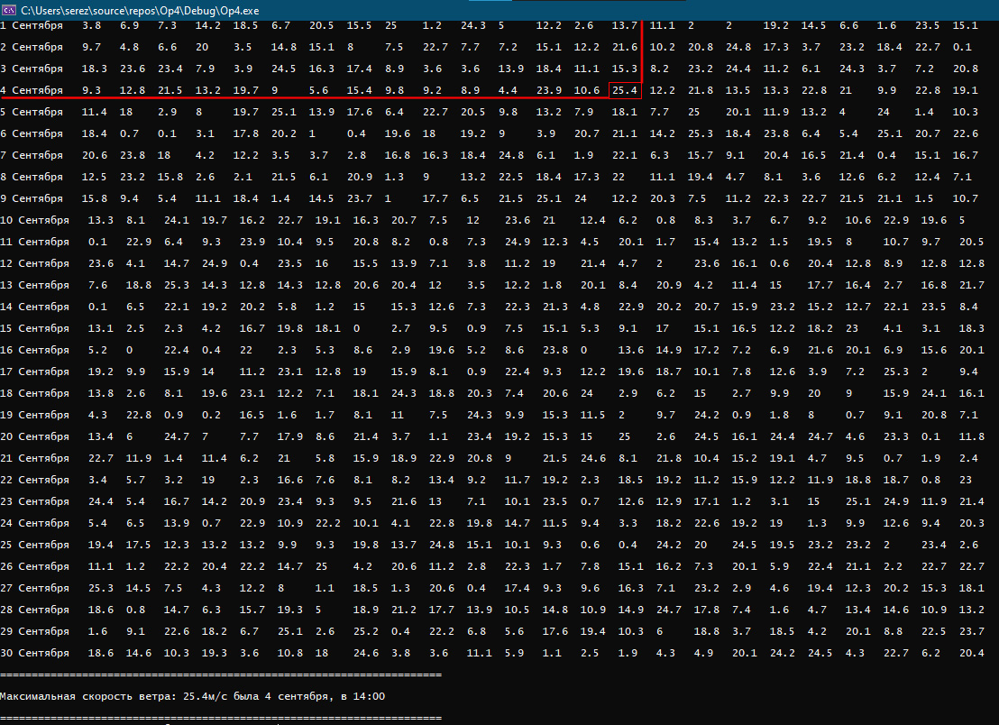 C:\Users\serez\source\repos\Op4\Debug\Op4.exe
1 Сентября 3.8 6.9 7.3 14.2 18.5 6.7 20.5 15.5 25 1.2 24.3 5 12.2 2.6 13.7 11.1 2 2 19.2 14.5 6.6 1.6 23.5 15.1
2 Сентября 9.7 4.8 6.6 20 3.5 14.8 15.1 8 7.5 22.7 7.7 7.2 15.1 12.2 21.6 10.2 20.8 24.8 17.3 3.7 23.2 18.4 22.7 0.1
3 Сентября 18.3 23.6 23.4 7.9 3.9 24.5 16.3 17.4 8.9 3.6 3.6 13.9 18.4 11.1 15.3 8.2 23.2 24.4 11.2 6.1 24.3 3.7 7.2 20.8
4 Сентября 9.3 12.8 21.5 13.2 19.7 9 5.6 15.4 9.8 9.2 8.9 4.4 23.9 10.6 25.4 12.2 21.8 13.5 13.3 22.8 21 9.9 22.8 19.1
5 Сентября 11.4 18 2.9 8 19.7 25.1 13.9 17.6 6.4 22.7 20.5 9.8 13.2 7.9 18.1 7.7 25 20.1 11.9 13.2 4 24 1.4 10.3
6 Сентября 18.4 0.7 0.1 3.1 17.8 20.2 1 0.4 19.6 18 19.2 9 3.9 20.7 21.1 14.2 25.3 18.4 23.8 6.4 5.4 25.1 20.7 22.6
7 Сентября 20.6 23.8 18 4.2 12.2 3.5 3.7 2.8 16.8 16.3 18.4 24.8 6.1 1.9 22.1 6.3 15.7 9.1 20.4 16.5 21.4 0.4 15.1 16.7
8 Сентября 12.5 23.2 15.8 2.6 2.1 21.5 6.1 20.9 1.3 9 13.2 22.5 18.4 17.3 22 11.1 19.4 4.7 8.1 3.6 12.6 6.2 12.4 7.1
9 Сентября 15.8 9.4 5.4 11.1 18.4 1.4 14.5 23.7 1 17.7 6.5 21.5 25.1 24 12.2 20.3 7.5 11.2 22.3 22.7 21.5 21.1 1.5 10.7
10 Сентября 13.3 8.1 24.1 19.7 16.2 22.7 19.1 16.3 20.7 7.5 12 23.6 21 12.4 6.2 0.8 8.3 3.7 6.7 9.2 10.6 22.9 19.6 5
11 Сентября 0.1 22.9 6.4 9.3 23.9 10.4 9.5 20.8 8.2 0.8 7.3 24.9 12.3 4.5 20.1 1.7 15.4 13.2 1.5 19.5 8 10.7 9.7 20.5
12 Сентября 23.6 4.1 14.7 24.9 0.4 23.5 16 15.5 13.9 7.1 3.8 11.2 19 21.4 4.7 2 23.6 16.1 0.6 20.4 12.8 8.9 12.8 12.8
13 Сентября 7.6 18.8 25.3 14.3 12.8 14.3 12.8 20.6 20.4 12 3.5 12.2 1.8 20.1 8.4 20.9 4.2 11.4 15 17.7 16.4 2.7 16.8 21.7
14 Сентября 0.1 6.5 22.1 19.2 20.2 5.8 1.2 15 15.3 12.6 7.3 22.3 21.3 4.8 22.9 20.2 20.7 15.9 23.2 15.2 12.7 22.1 23.5 8.4
15 Сентября 13.1 2.5 2.3 4.2 16.7 19.8 18.1 0 2.7 9.5 0.9 7.5 15.1 5.3 9.1 17 15.1 16.5 12.2 18.2 23 4.1 3.1 18.3
16 Сентября 5.2 0 22.4 0.4 22 2.3 5.3 8.6 2.9 19.6 5.2 8.6 23.8 0 13.6 14.9 17.2 7.2 6.9 21.6 20.1 6.9 15.6 20.1
17 Сентября 19.2 9.9 15.9 14 11.2 23.1 12.8 19 15.9 8.1 0.9 22.4 9.3 12.2 19.6 18.7 10.1 7.8 12.6 3.9 7.2 25.3 2 9.4
18 Сентября 13.8 2.6 8.1 19.6 23.1 12.2 7.1 18.1 24.3 18.8 20.3 7.4 20.6 24 2.9 6.2 15 2.7 9.9 20 9 15.9 24.1 16.1
19 Сентября 4.3 22.8 0.9 0.2 16.5 1.6 1.7 8.1 11 7.5 24.3 9.9 15.3 11.5 2 9.7 24.2 0.9 1.8 8 0.7 9.1 20.8 7.1
20 Сентября 13.4 6 24.7 7 7.7 17.9 8.6 21.4 3.7 1.1 23.4 19.2 15.3 15 25 2.6 24.5 16.1 24.4 24.7 4.6 23.3 0.1 11.8
21 Сентября 22.7 11.9 1.4 11.4 6.2 21 5.8 15.9 18.9 22.9 20.8 9 21.5 24.6 8.1 21.8 10.4 15.2 19.1 4.7 9.5 0.7 1.9 2.4
22 Сентября 3.4 5.7 3.2 19 2.3 16.6 7.6 8.1 8.2 13.4 9.2 11.7 19.2 2.3 18.5 19.2 11.2 15.9 12.2 11.9 18.8 18.7 0.8 23
23 Сентября 24.4 5.4 16.7 14.2 20.9 23.4 9.3 9.5 21.6 13 7.1 10.1 23.5 0.7 12.6 12.9 17.1 1.2 3.1 15 25.1 24.9 11.9 21.4
24 Сентября 5.4 6.5 13.9 0.7 22.9 10.9 22.2 10.1 4.1 22.8 19.8 14.7 11.5 9.4 3.3 18.2 22.6 19.2 19 1.3 9.9 12.6 9.4 20.3
25 Сентября 19.4 17.5 12.3 13.2 13.2 9.9 9.3 19.8 13.7 24.8 15.1 10.1 9.3 0.6 0.4 24.2 20 24.5 19.5 23.2 23.2 2 23.4 2.6
26 Сентября 11.1 1.2 22.2 20.4 22.2 14.7 25 4.2 20.6 11.2 2.8 22.3 1.7 7.8 15.1 16.2 7.3 20.1 5.9 22.4 21.1 2.2 22.7 22.7
27 Сентября 25.3 14.5 7.5 4.3 12.2 8 1.1 18.5 1.3 20.6 0.4 17.4 9.3 9.6 16.3 7.1 23.2 2.9 4.6 19.4 12.3 20.2 15.3 18.1
28 Сентября 18.6 0.8 14.7 6.3 15.7 19.3 5 18.9 21.2 17.7 13.9 10.5 14.8 10.9 14.9 24.7 17.8 7.4 1.6 4.7 13.4 14.6 10.9 13.2
29 Сентября 1.6 9.1 22.6 18.2 6.7 25.1 2.6 25.2 0.4 22.2 6.8 5.6 17.6 19.4 10.3 6 18.8 3.7 18.5 4.2 20.1 8.8 22.5 23.7
30 Сентября 18.6 14.6 10.3 19.3 3.6 10.8 18 24.6 3.8 3.6 11.1 5.9 1.1 2.5 1.9 4.3 4.9 20.1 24.2 24.5 4.3 22.7 6.2 20.4
======================================================================
Максимальная скорость ветра: 25.4м/с была 4 сентября, в 14:00
======================================================================